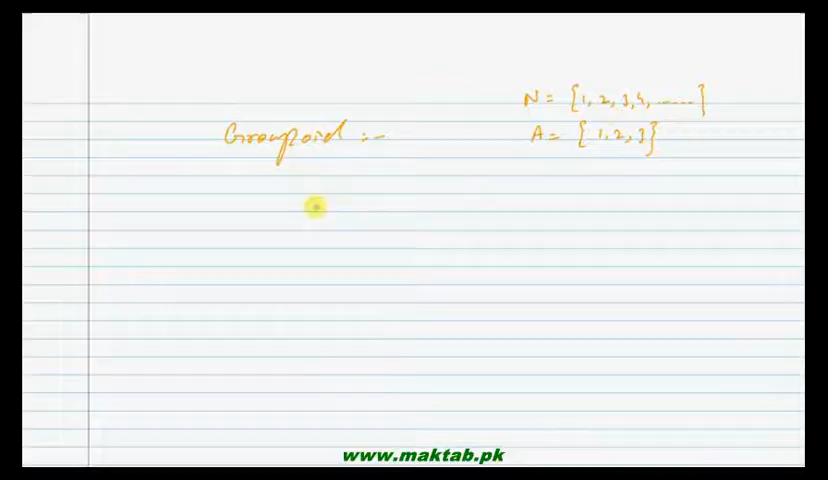 N = {1, 2, 3, 4, ......}
Groupoid :-
A = { 1, 2, 3}
www.maktab.pk